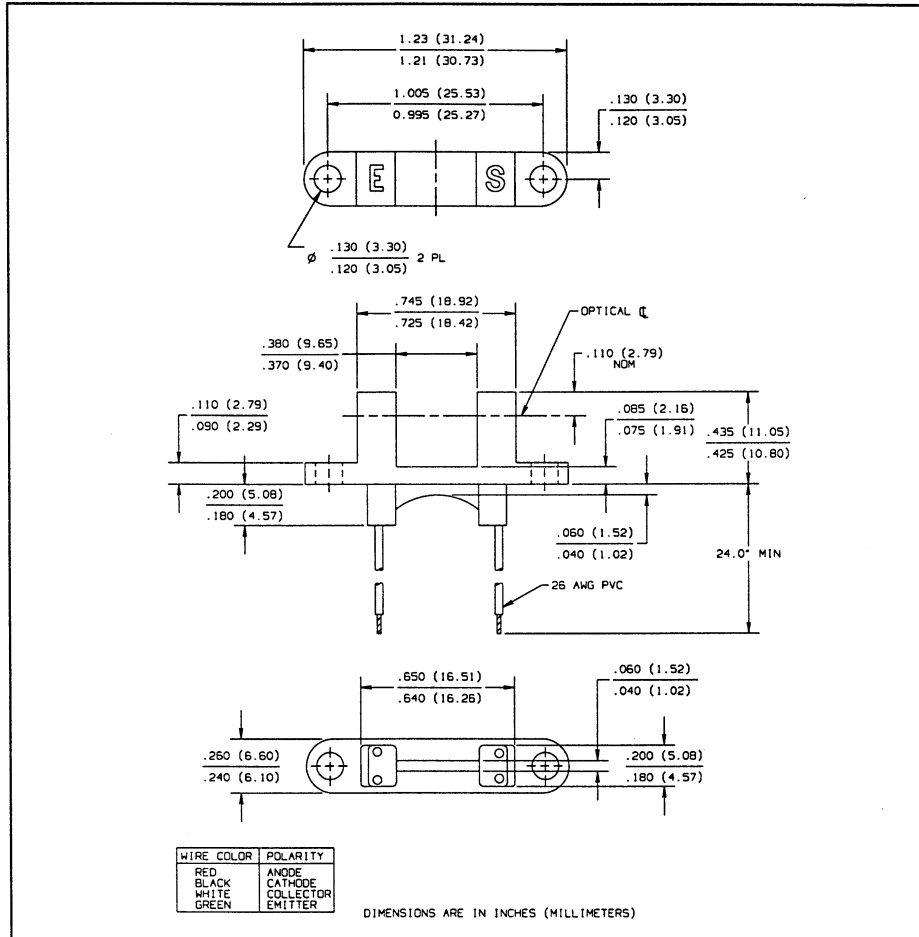 1.23 (31.24)
1.21 (30.73)
1.005 (25.53)
0.995 (25.27)
.130 (3.30)
.120 (3.05)
E S
Ø .130 (3.30) 2 PL
.120 (3.05)
.745 (18.92)
.725 (18.42)
OPTICAL ℄
.380 (9.65)
.370 (9.40)
.110 (2.79)
NOM
.110 (2.79)
.090 (2.29)
.085 (2.16)
.075 (1.91)
.435 (11.05)
.425 (10.80)
.200 (5.08)
.180 (4.57)
.060 (1.52)
.040 (1.02)
24.0" MIN
26 AWG PVC
.650 (16.51)
.640 (16.26)
.060 (1.52)
.040 (1.02)
.260 (6.60)
.240 (6.10)
.200 (5.08)
.180 (4.57)
WIRE COLOR POLARITY
RED ANODE
BLACK CATHODE
WHITE COLLECTOR
GREEN EMITTER
DIMENSIONS ARE IN INCHES (MILLIMETERS)